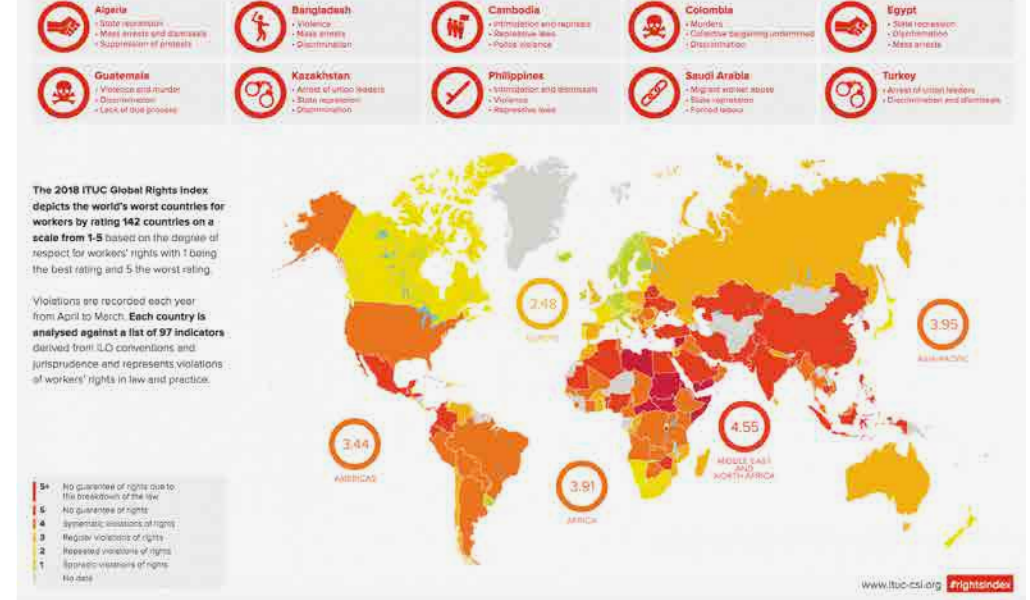 Algeria
• State repression
• Mass arrests and dismissals
• Suppression of protests
Bangladesh
• Violence
• Mass arrests
• Discrimination
Cambodia
• Intimidation and reprisals
• Repressive laws
• Police violence
Colombia
• Murders
• Collective bargaining undermined
• Discrimination
Egypt
• State repression
• Discrimination
• Mass arrests
Guatemala
• Violence and murder
• Discrimination
• Lack of due process
Kazakhstan
• Arrest of union leaders
• State repression
• Discrimination
Philippines
• Intimidation and dismissals
• Violence
• Repressive laws
Saudi Arabia
• Migrant worker abuse
• State repression
• Forced labour
Turkey
• Arrest of union leaders
• Discrimination and dismissals
The 2018 ITUC Global Rights Index
depicts the world's worst countries for
workers by rating 142 countries on a
scale from 1-5 based on the degree of
respect for workers' rights with 1 being
the best rating and 5 the worst rating.
Violations are recorded each year
from April to March. Each country is
analysed against a list of 97 indicators
derived from ILO conventions and
jurisprudence and represents violations
of workers' rights in law and practice.
2.48
EUROPE
3.95
ASIA-PACIFIC
3.44
AMERICAS
4.55
MIDDLE EAST
AND
NORTH AFRICA
3.91
AFRICA
5+ No guarantee of rights due to
the breakdown of the law
5 No guarantee of rights
4 Systematic violations of rights
3 Regular violations of rights
2 Repeated violations of rights
1 Sporadic violations of rights
No data
www.ituc-csi.org #rightsindex